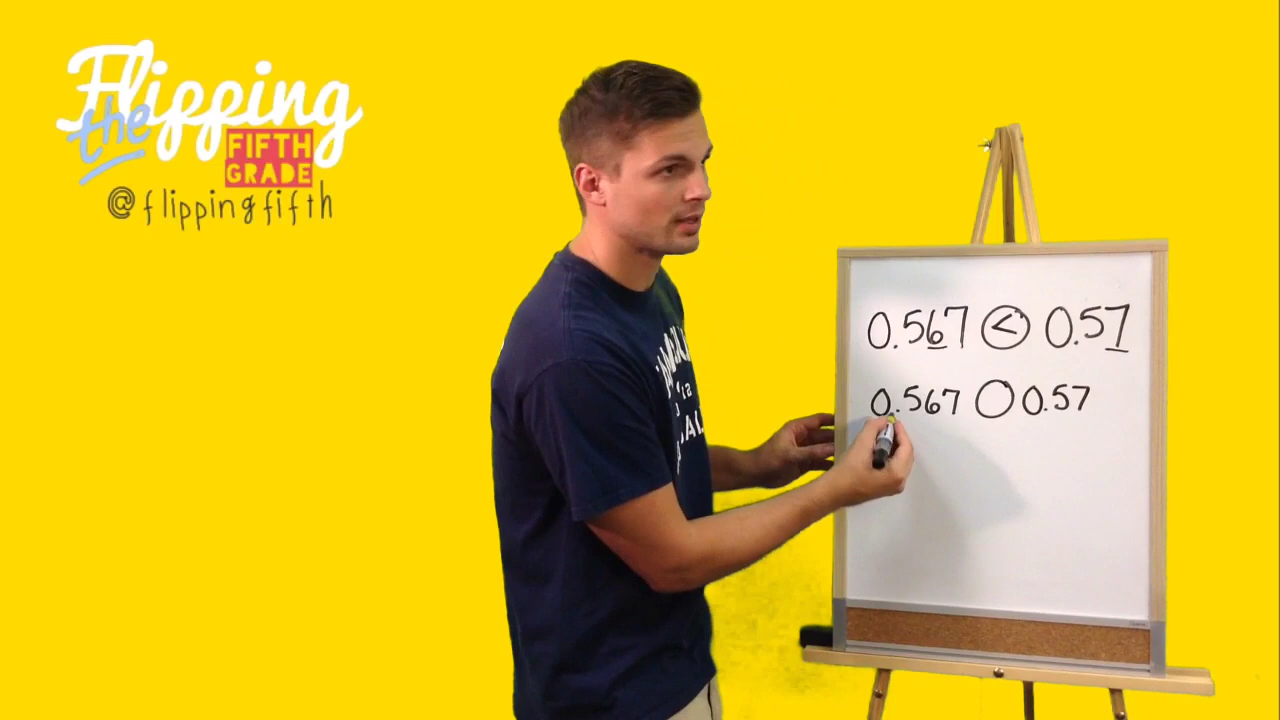 Flipping
the
FIFTH
GRADE
@flippingfifth
0.567 < 0.57
0.567 ◯ 0.57